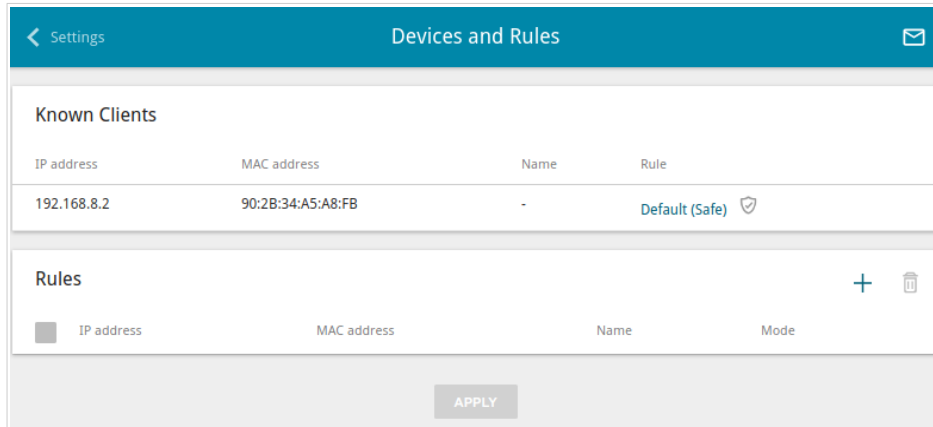 Settings Devices and Rules
Known Clients
IP address MAC address Name Rule
192.168.8.2 90:2B:34:A5:A8:FB - Default (Safe)
Rules
IP address MAC address Name Mode
APPLY